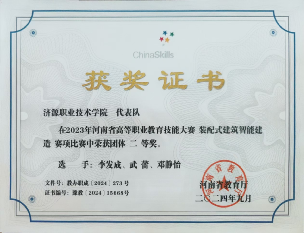 ChinaSkills
获奖证书
济源职业技术学院 代表队
在2023年河南省高等职业教育技能大赛 装配式建筑智能建
造 赛项比赛中荣获团体 二 等奖。
选 手：李发成、武 蕾、邓静怡
文件：教办职成〔2024〕273号
证书编号：豫教〔2024〕15868号
河南省教育厅
二〇二四年九月